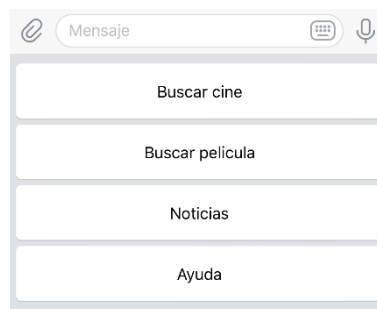 Mensaje
Buscar cine
Buscar pelicula
Noticias
Ayuda